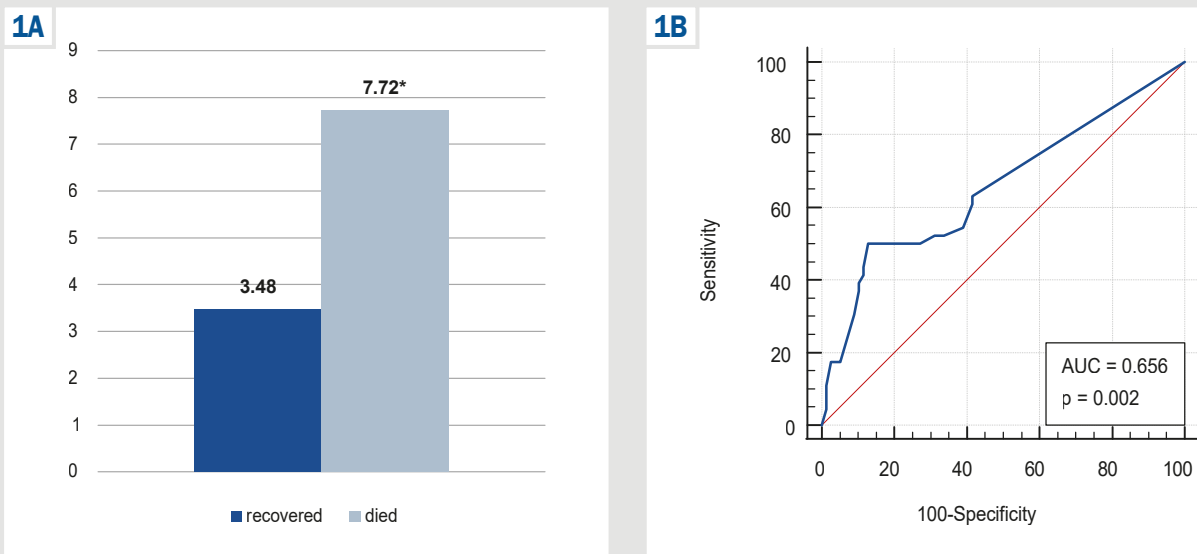 1A
9
8
7
6
5
4
3
2
1
0
3.48
7.72*
recovered died
1B
Sensitivity
100
80
60
40
20
0
AUC = 0.656
p = 0.002
0 20 40 60 80 100
100-Specificity